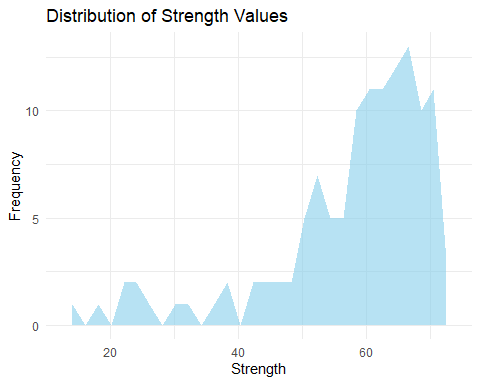 Distribution of Strength Values
Frequency
10
5
0
20 40 60
Strength